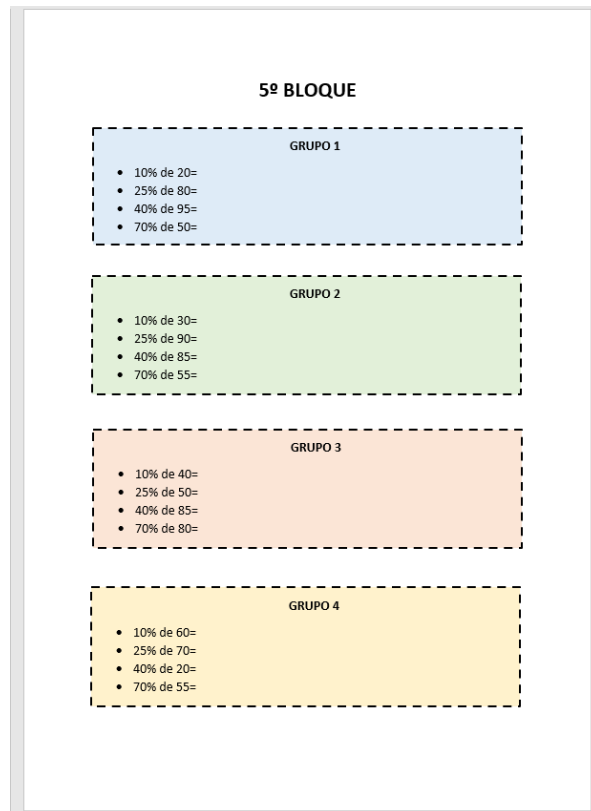 5º BLOQUE
GRUPO 1
• 10% de 20=
• 25% de 80=
• 40% de 95=
• 70% de 50=
GRUPO 2
• 10% de 30=
• 25% de 90=
• 40% de 85=
• 70% de 55=
GRUPO 3
• 10% de 40=
• 25% de 50=
• 40% de 85=
• 70% de 80=
GRUPO 4
• 10% de 60=
• 25% de 70=
• 40% de 20=
• 70% de 55=